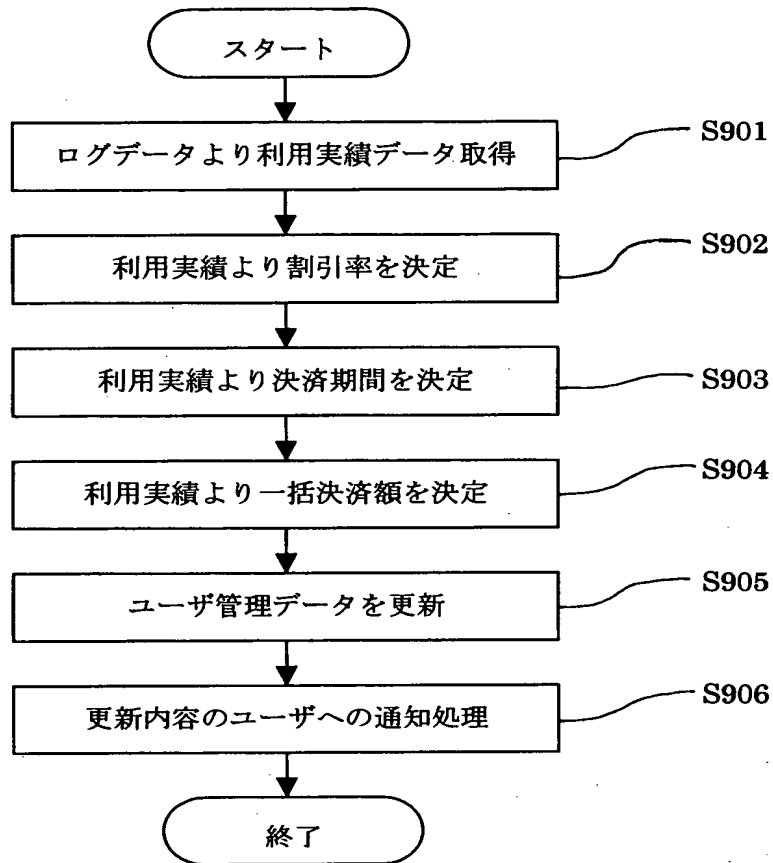 スタート
ログデータより利用実績データ取得
S901
利用実績より割引率を決定
S902
利用実績より決済期間を決定
S903
利用実績より一括決済額を決定
S904
ユーザ管理データを更新
S905
更新内容のユーザへの通知処理
S906
終了